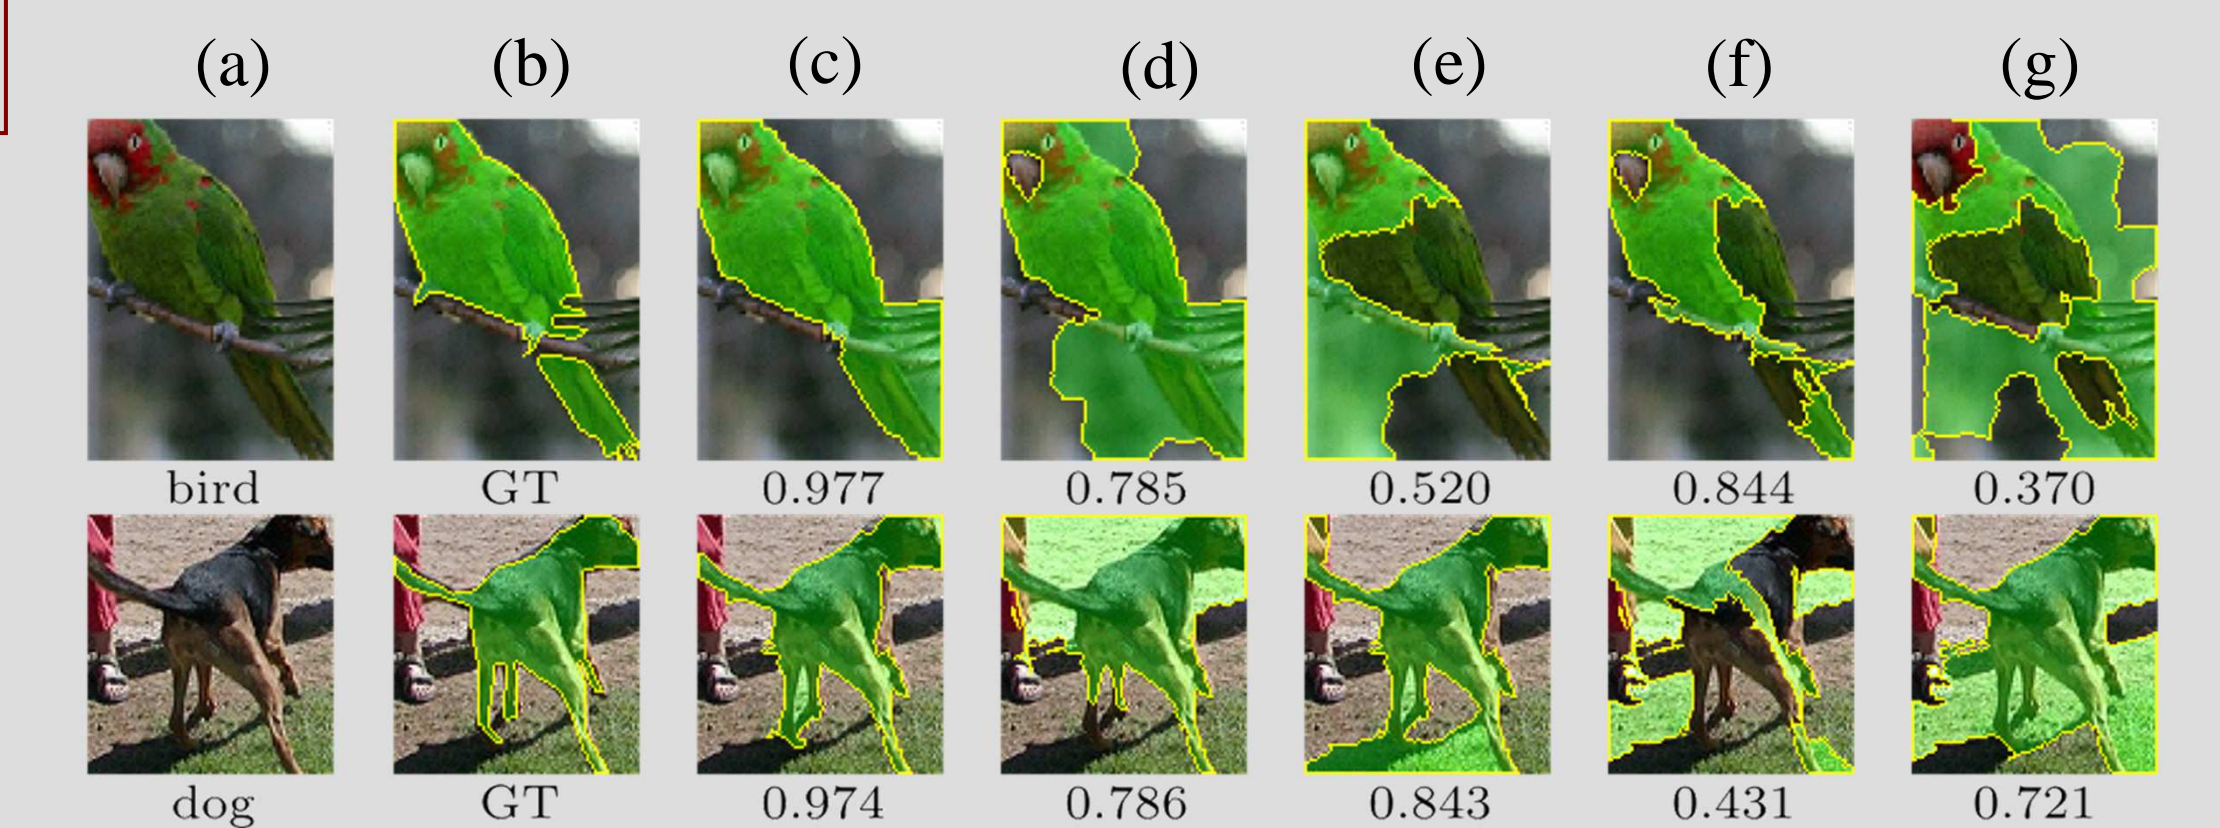 (a) (b) (c) (d) (e) (f) (g)
bird GT 0.977 0.785 0.520 0.844 0.370
dog GT 0.974 0.786 0.843 0.431 0.721